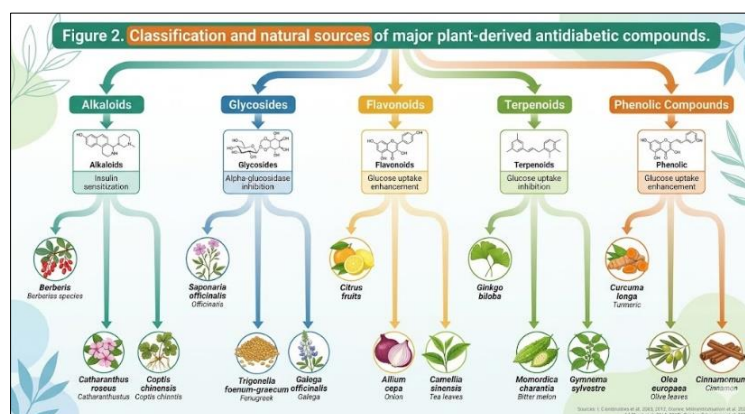 Figure 2. Classification and natural sources of major plant-derived antidiabetic compounds.
Alkaloids
Glycosides
Flavonoids
Terpenoids
Phenolic Compounds
Alkaloids
Insulin
sensitization
Glycosides
Alpha-glucosidase
inhibition
Flavonoids
Glucose uptake
enhancement
Terpenoids
Glucose uptake
inhibition
Phenolic
Glucose uptake
enhancement
Berberis
Berberiss species
Saponaria
officinalis
Officinaris
Citrus
fruits
Ginkgo
biloba
Curcuma
longa
Tunneric
Catharanthus
roseus
Catharanthustus
Coptis
chinensis
Coptis chinntis
Trigonella
foenum-graecum
Fenugreek
Galega
officinalis
Galega
Allium
cepa
Onion
Camellia
sinensis
Tea leaves
Momordica
charantia
Bitter melon
Gymnema
sylvestre
Olea
europaea
Olive leaves
Cinnamomum
Cinnamon